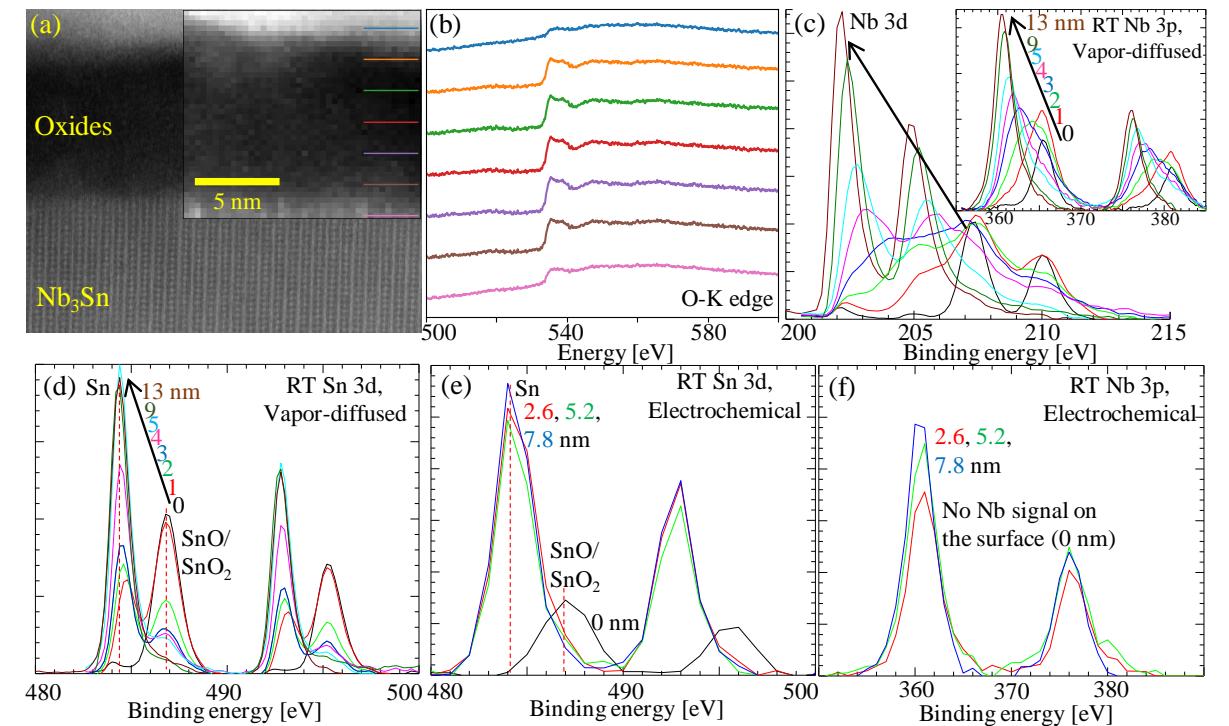 (a)
Oxides
5 nm
Nb3Sn
(b)
O-K edge
500 540 580
Energy [eV]
(c)
Nb 3d
13 nm
9
5
4
3
2
1
0
RT Nb 3p,
Vapor-diffused
360 370 380
200 205 210 215
Binding energy [eV]
(d)
Sn
13 nm
9
5
4
3
2
1
0
RT Sn 3d,
Vapor-diffused
SnO/
SnO2
480 490 500
Binding energy [eV]
(e)
RT Sn 3d,
Electrochemical
Sn
2.6, 5.2,
7.8 nm
SnO/
SnO2
0 nm
480 490 500
Binding energy [eV]
(f)
RT Nb 3p,
Electrochemical
2.6, 5.2,
7.8 nm
No Nb signal on
the surface (0 nm)
360 370 380
Binding energy [eV]